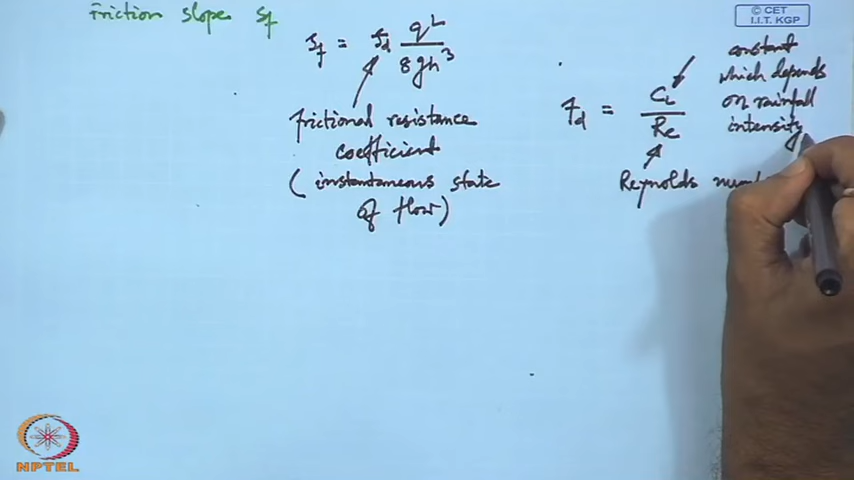 Friction slope Sf
© CET
I.I.T. KGP
Sf = fd q² / 8gh³
frictional resistance
coefficient
(instantaneous state
of flow)
fd = CL / Re
constant
which depends
on rainfall
intensity
Reynolds
NPTEL